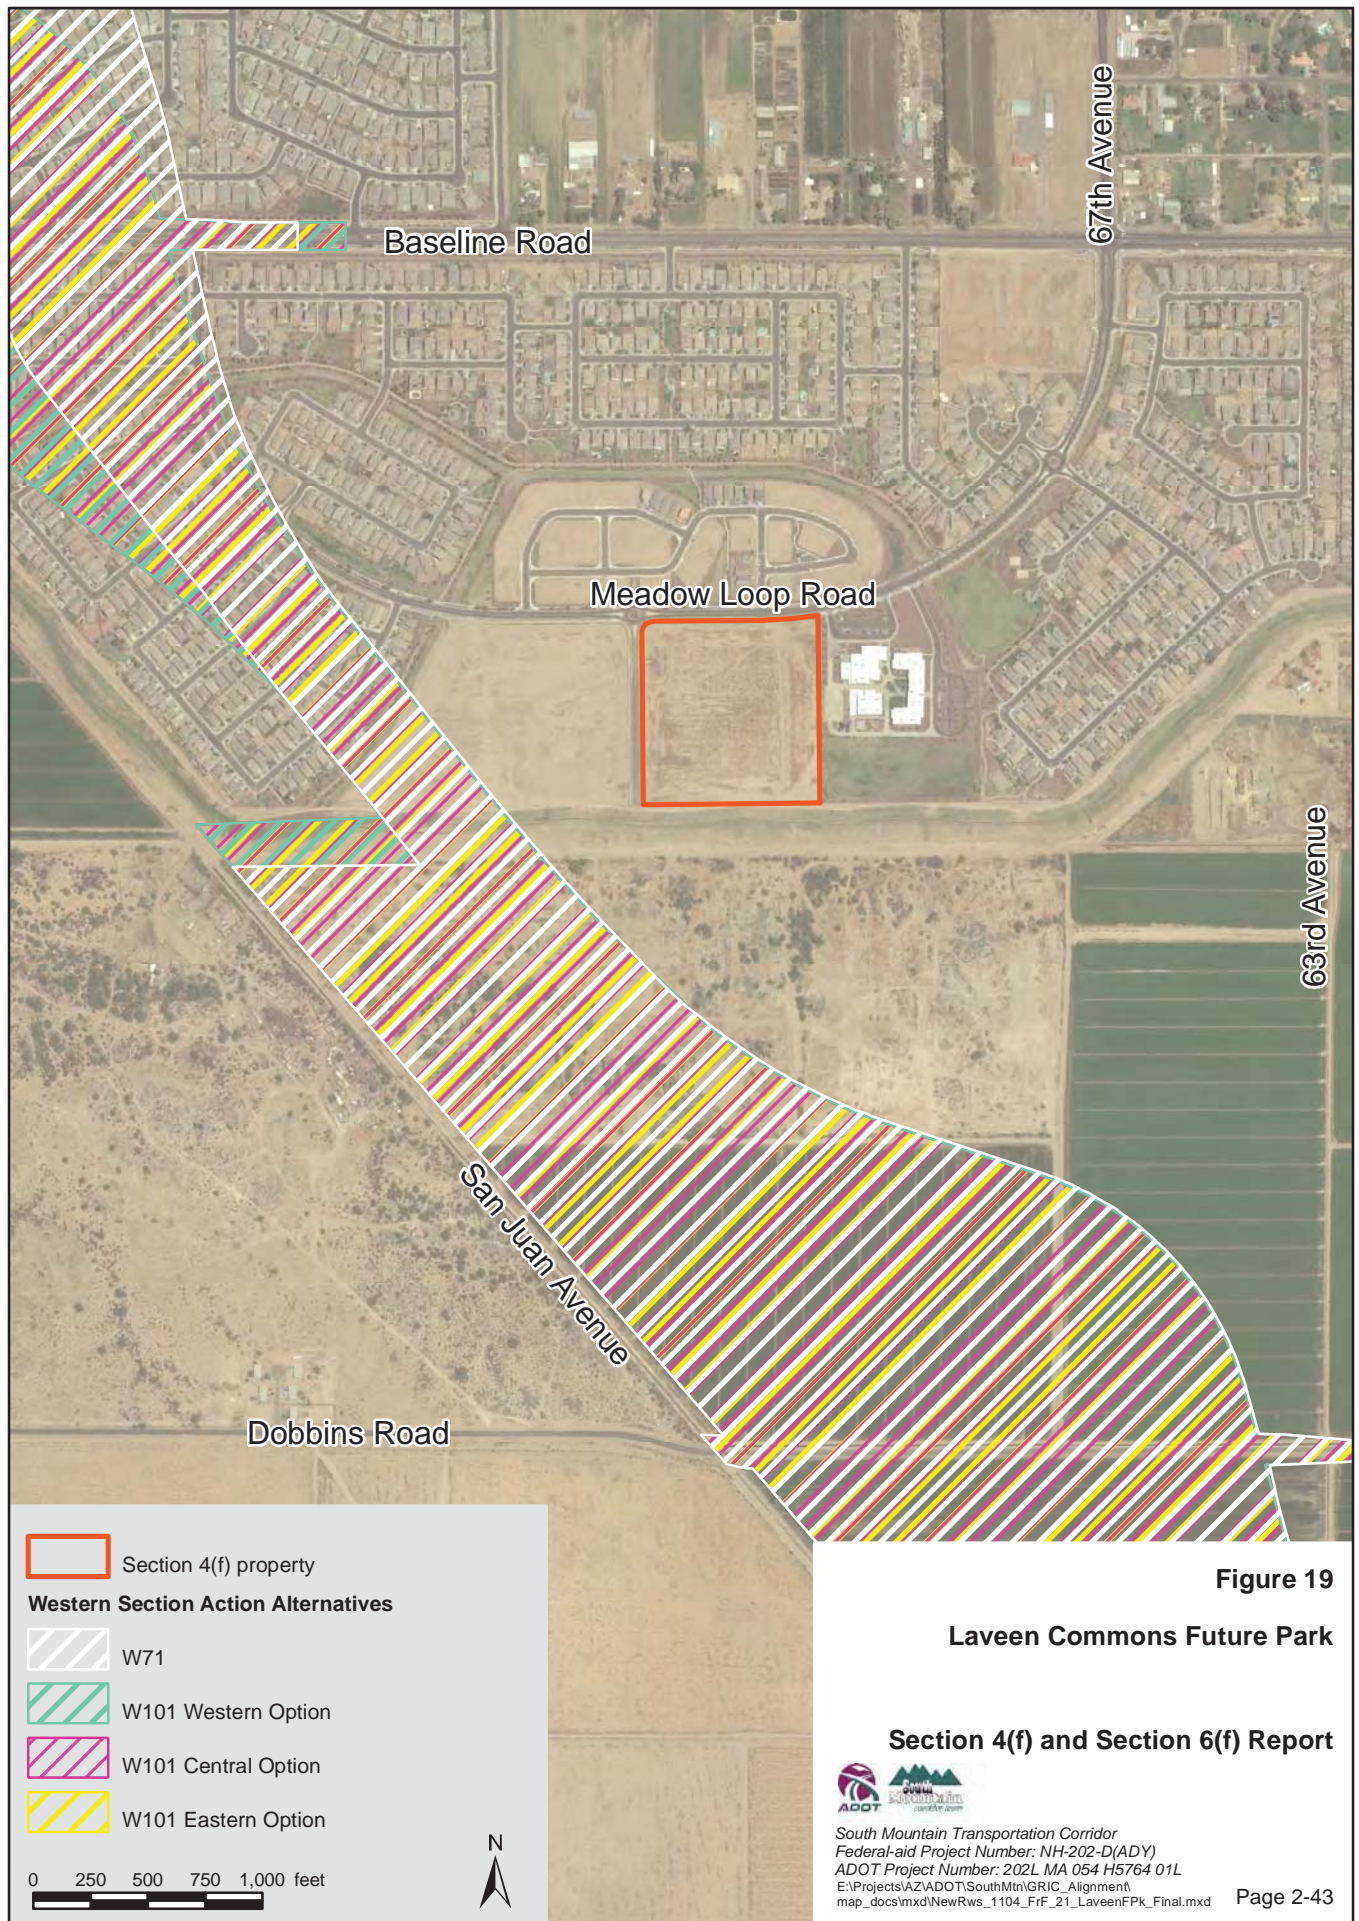 67th Avenue
Baseline Road
Meadow Loop Road
63rd Avenue
San Juan Avenue
Dobbins Road
Section 4(f) property
Western Section Action Alternatives
W71
W101 Western Option
W101 Central Option
W101 Eastern Option
0 250 500 750 1,000 feet
N
Figure 19
Laveen Commons Future Park
Section 4(f) and Section 6(f) Report
ADOT
South
Mountain
South Mountain Transportation Corridor
Federal-aid Project Number: NH-202-D(ADY)
ADOT Project Number: 202L MA 054 H5764 01L
E:\Projects\AZ\ADOT\SouthMtn\GRIC_Alignment\
map_docs\mxd\NewRws_1104_FrF_21_LaveenFPk_Final.mxd
Page 2-43